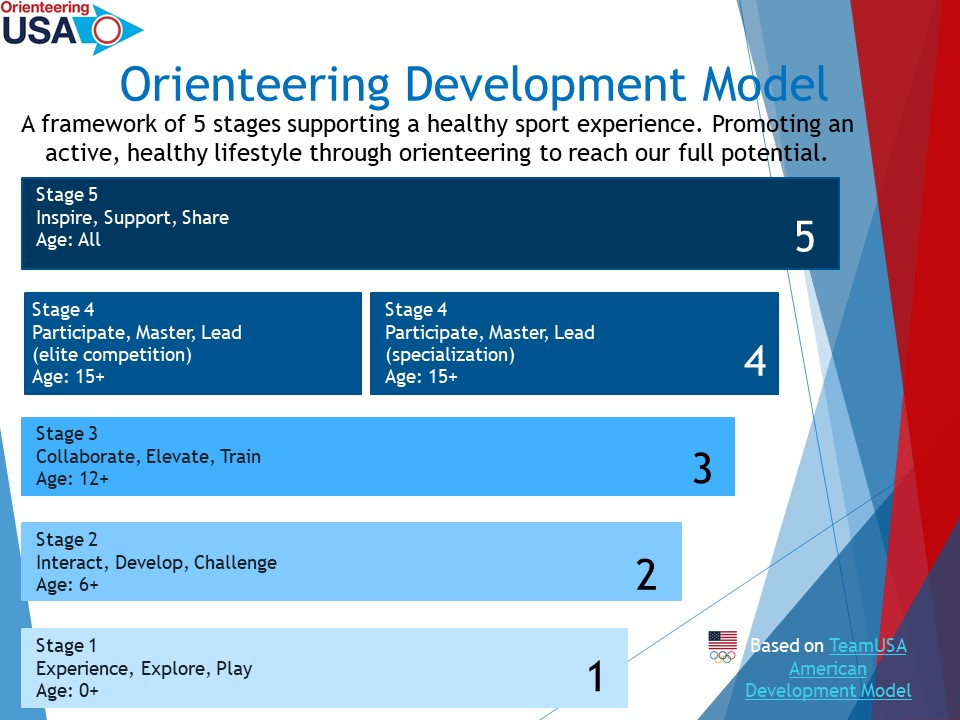 Orienteering
USA
Orienteering Development Model
A framework of 5 stages supporting a healthy sport experience. Promoting an
active, healthy lifestyle through orienteering to reach our full potential.
Stage 5
Inspire, Support, Share
Age: All
5
Stage 4
Participate, Master, Lead
(elite competition)
Age: 15+
Stage 4
Participate, Master, Lead
(specialization)
Age: 15+
4
Stage 3
Collaborate, Elevate, Train
Age: 12+
3
Stage 2
Interact, Develop, Challenge
Age: 6+
2
Stage 1
Experience, Explore, Play
Age: 0+
1
Based on TeamUSA
American
Development Model